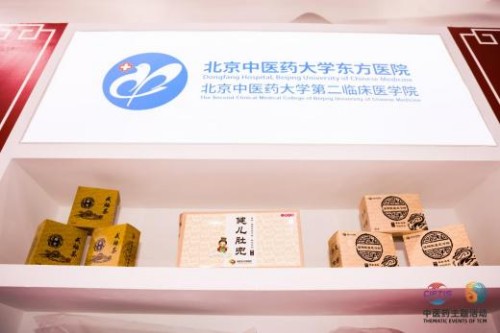 北京中医药大学东方医院
Dongfang Hospital, Beijing University of Chinese Medicine
北京中医药大学第二临床医学院
The Second Clinical Medical College of Beijing University of Chinese Medicine
健儿肚兜
CIFTIS
中医药主题活动
THEMATIC EVENTS OF TCM